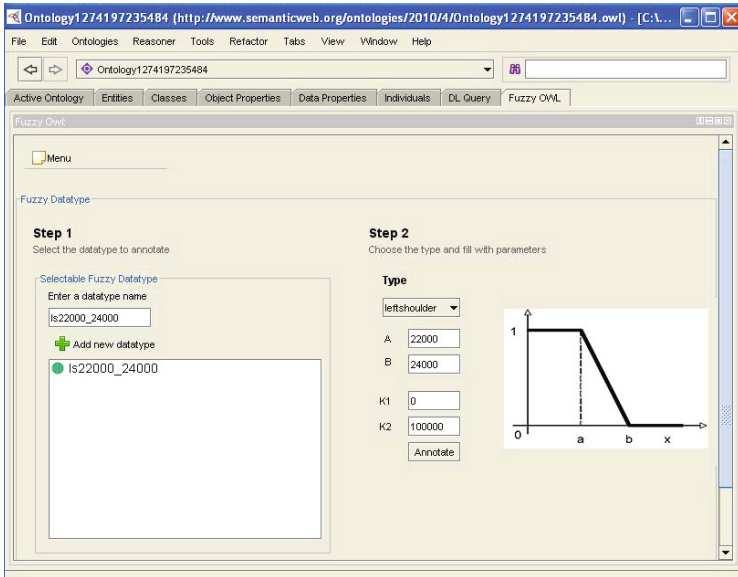 Ontology1274197235484 (http://www.semanticweb.org/ontologies/2010/4/Ontology1274197235484.owl) - [C:\...
File Edit Ontologies Reasoner Tools Refactor Tabs View Window Help
Ontology1274197235484
Active Ontology Entities Classes Object Properties Data Properties Individuals DL Query Fuzzy OWL
Fuzzy Owl:
Menu
Fuzzy Datatype
Step 1
Select the datatype to annotate
Selectable Fuzzy Datatype
Enter a datatype name
ls22000_24000
Add new datatype
ls22000_24000
Step 2
Choose the type and fill with parameters
Type
leftshoulder
A 22000
B 24000
K1 0
K2 100000
Annotate
1
0 a b x